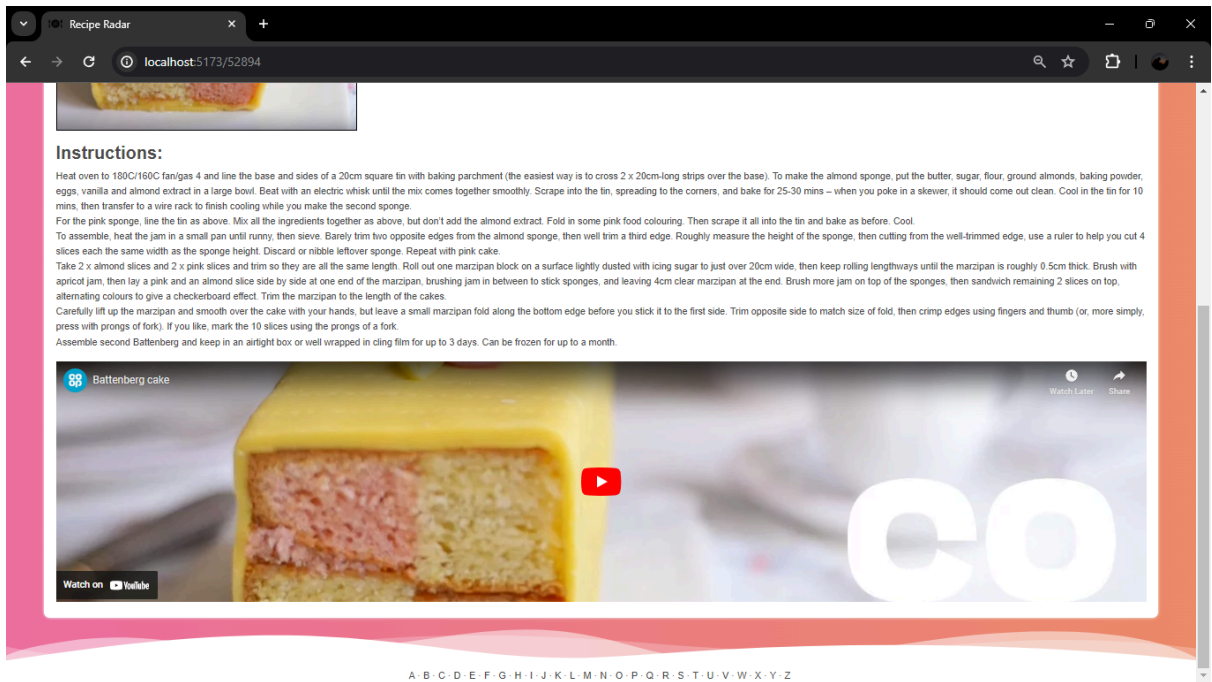 Recipe Radar
localhost:5173/52894
Instructions:
Heat oven to 180C/160C fan/gas 4 and line the base and sides of a 20cm square tin with baking parchment (the easiest way is to cross 2 x 20cm-long strips over the base). To make the almond sponge, put the butter, sugar, flour, ground almonds, baking powder,
eggs, vanilla and almond extract in a large bowl. Beat with an electric whisk until the mix comes together smoothly. Scrape into the tin, spreading to the corners, and bake for 25-30 mins – when you poke in a skewer, it should come out clean. Cool in the tin for 10
mins, then transfer to a wire rack to finish cooling while you make the second sponge.
For the pink sponge, line the tin as above. Mix all the ingredients together as above, but don't add the almond extract. Fold in some pink food colouring. Then scrape it all into the tin and bake as before. Cool.
To assemble, heat the jam in a small pan until runny, then sieve. Barely trim two opposite edges from the almond sponge, then well trim a third edge. Roughly measure the height of the sponge, then cutting from the well-trimmed edge, use a ruler to help you cut 4
slices each the same width as the sponge height. Discard or nibble leftover sponge. Repeat with pink cake.
Take 2 x almond slices and 2 x pink slices and trim so they are all the same length. Roll out one marzipan block on a surface lightly dusted with icing sugar to just over 20cm wide, then keep rolling lengthways until the marzipan is roughly 0.5cm thick. Brush with
apricot jam, then lay a pink and an almond slice side by side at one end of the marzipan, brushing jam in between to stick sponges, and leaving 4cm clear marzipan at the end. Brush more jam on top of the sponges, then sandwich remaining 2 slices on top,
alternating colours to give a checkerboard effect. Trim the marzipan to the length of the cakes.
Carefully lift up the marzipan and smooth over the cake with your hands, but leave a small marzipan fold along the bottom edge before you stick it to the first side. Trim opposite side to match size of fold, then crimp edges using fingers and thumb (or, more simply,
press with prongs of fork). If you like, mark the 10 slices using the prongs of a fork.
Assemble second Battenberg and keep in an airtight box or well wrapped in cling film for up to 3 days. Can be frozen for up to a month.
Battenberg cake
Watch Later Share
CO
Watch on YouTube
A·B·C·D·E·F·G·H·I·J·K·L·M·N·O·P·Q·R·S·T·U·V·W·X·Y·Z